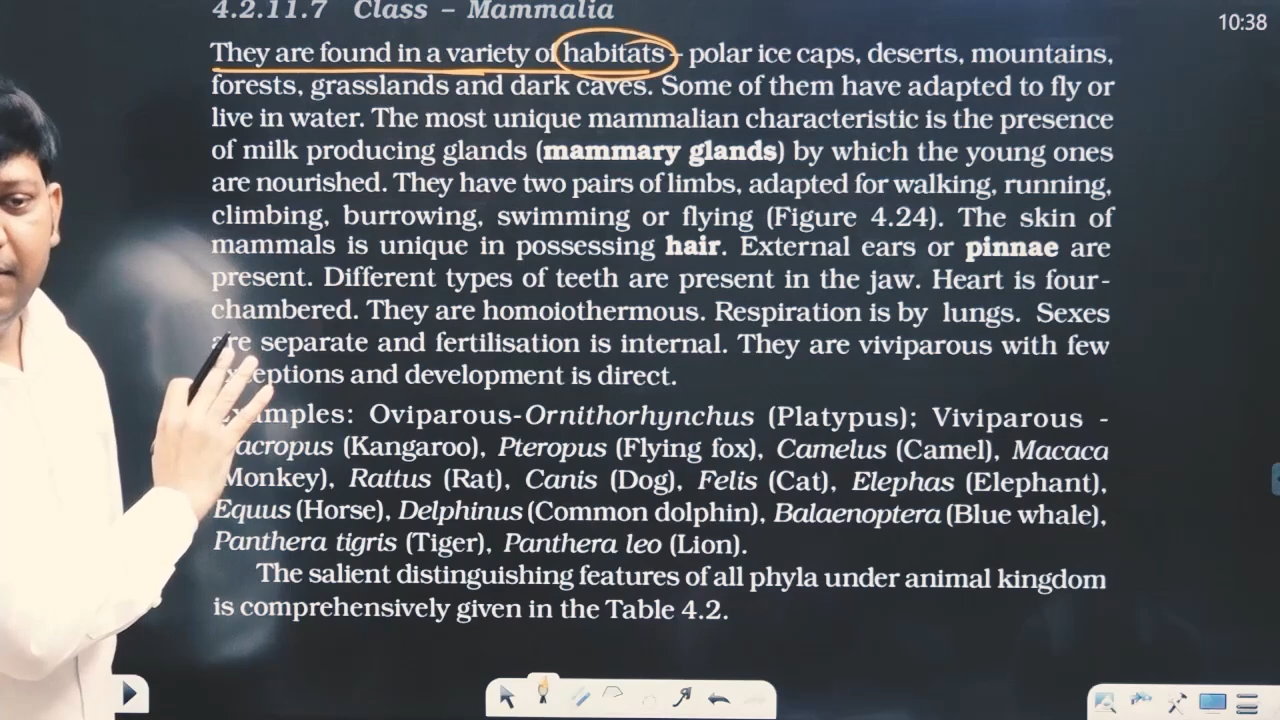 4.2.11.7 Class – Mammalia
10:38
They are found in a variety of habitats - polar ice caps, deserts, mountains,
forests, grasslands and dark caves. Some of them have adapted to fly or
live in water. The most unique mammalian characteristic is the presence
of milk producing glands (mammary glands) by which the young ones
are nourished. They have two pairs of limbs, adapted for walking, running,
climbing, burrowing, swimming or flying (Figure 4.24). The skin of
mammals is unique in possessing hair. External ears or pinnae are
present. Different types of teeth are present in the jaw. Heart is four-
chambered. They are homoiothermous. Respiration is by lungs. Sexes
are separate and fertilisation is internal. They are viviparous with few
exceptions and development is direct.
Examples: Oviparous-Ornithorhynchus (Platypus); Viviparous -
acropus (Kangaroo), Pteropus (Flying fox), Camelus (Camel), Macaca
Monkey), Rattus (Rat), Canis (Dog), Felis (Cat), Elephas (Elephant),
Equus (Horse), Delphinus (Common dolphin), Balaenoptera (Blue whale),
Panthera tigris (Tiger), Panthera leo (Lion).
The salient distinguishing features of all phyla under animal kingdom
is comprehensively given in the Table 4.2.